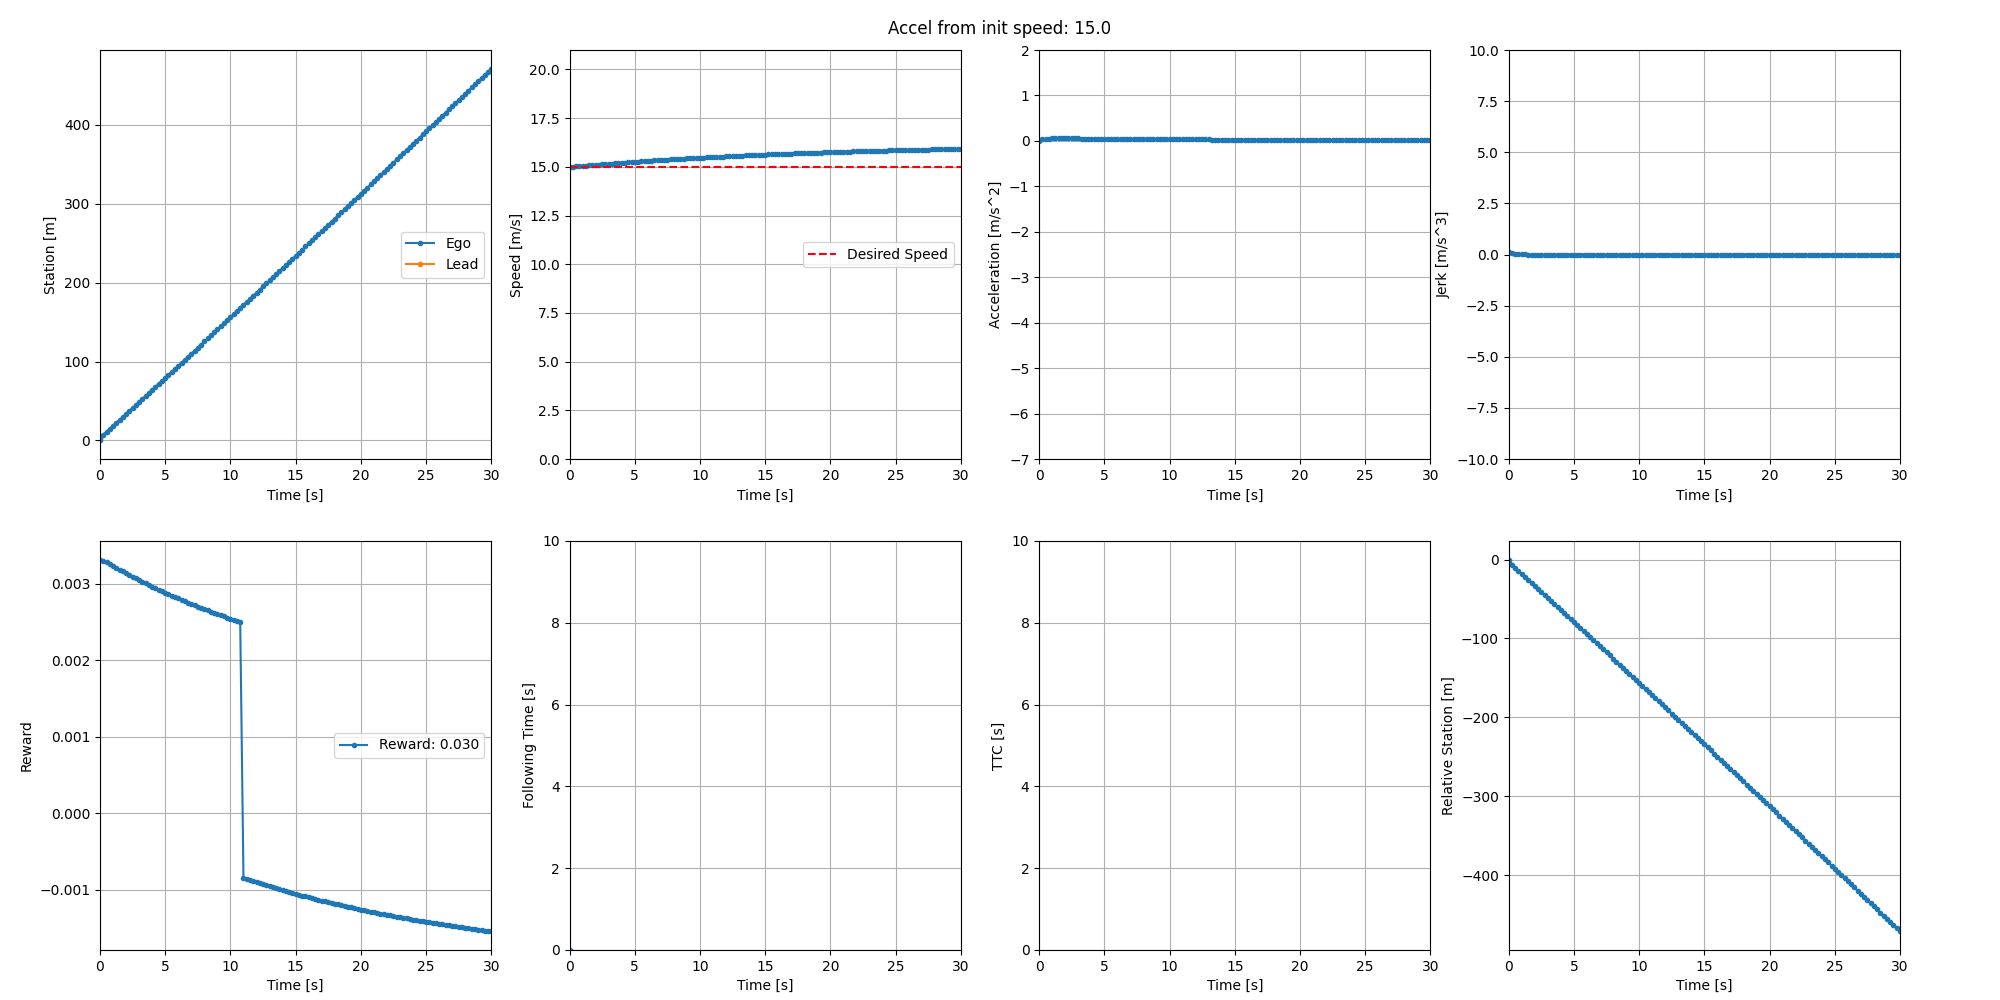 Accel from init speed: 15.0
Station [m]
400
300
200
100
0
Ego
Lead
0 5 10 15 20 25 30
Time [s]
Speed [m/s]
20.0
17.5
15.0
12.5
10.0
7.5
5.0
2.5
0.0
Desired Speed
0 5 10 15 20 25 30
Time [s]
Acceleration [m/s^2]
2
1
0
−1
−2
−3
−4
−5
−6
−7
0 5 10 15 20 25 30
Time [s]
Jerk [m/s^3]
10.0
7.5
5.0
2.5
0.0
−2.5
−5.0
−7.5
−10.0
0 5 10 15 20 25 30
Time [s]
Reward
0.003
0.002
0.001
0.000
−0.001
Reward: 0.030
0 5 10 15 20 25 30
Time [s]
Following Time [s]
10
8
6
4
2
0
0 5 10 15 20 25 30
Time [s]
TTC [s]
10
8
6
4
2
0
0 5 10 15 20 25 30
Time [s]
Relative Station [m]
0
−100
−200
−300
−400
0 5 10 15 20 25 30
Time [s]